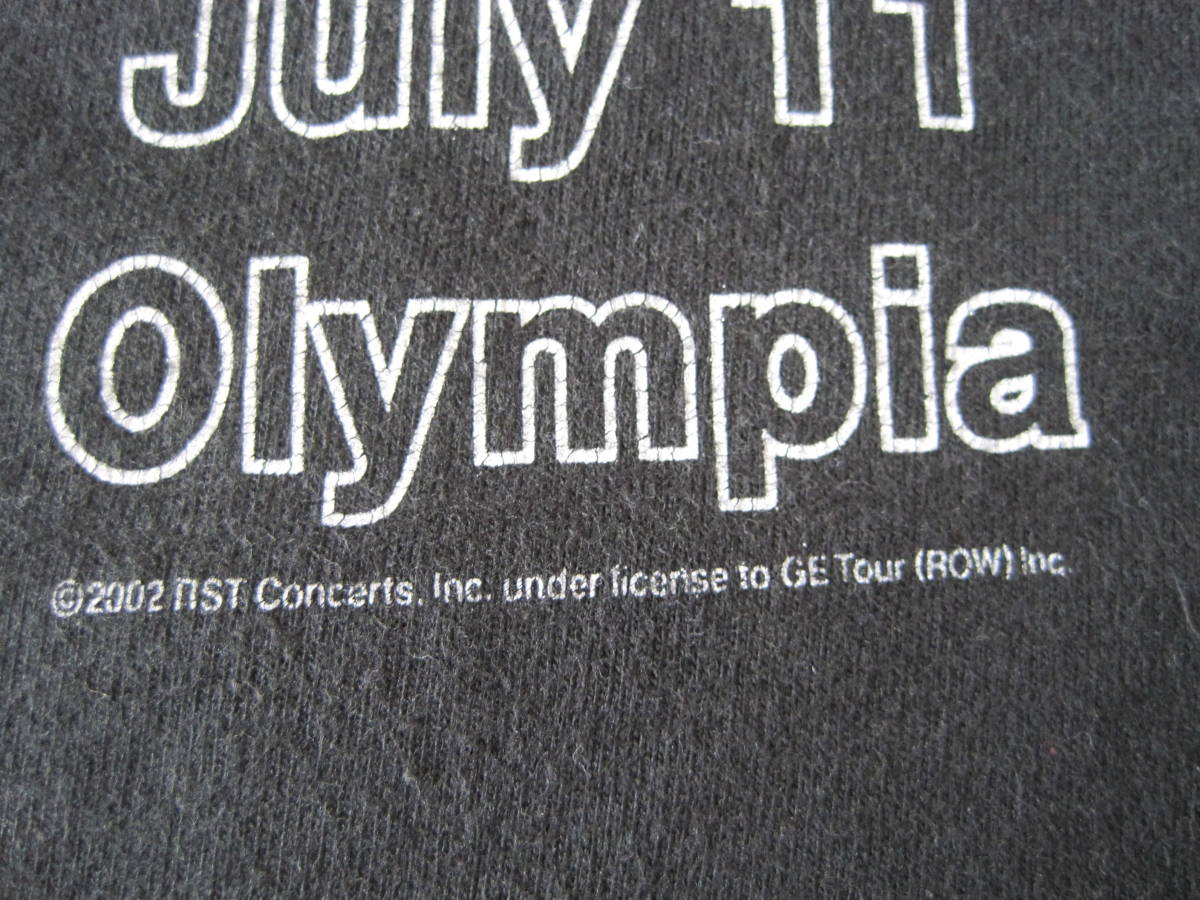 July 11
Olympia
©2002 RST Concerts, Inc. under license to GE Tour (ROW) Inc.